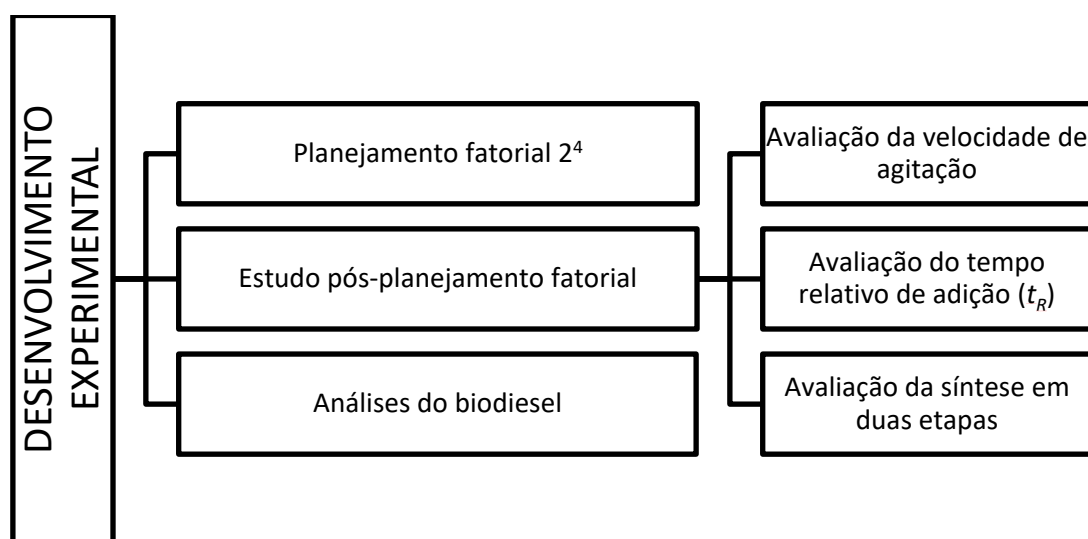 DESENVOLVIMENTO
EXPERIMENTAL
Planejamento fatorial 2⁴
Estudo pós-planejamento fatorial
Análises do biodiesel
Avaliação da velocidade de
agitação
Avaliação do tempo
relativo de adição (tR)
Avaliação da síntese em
duas etapas